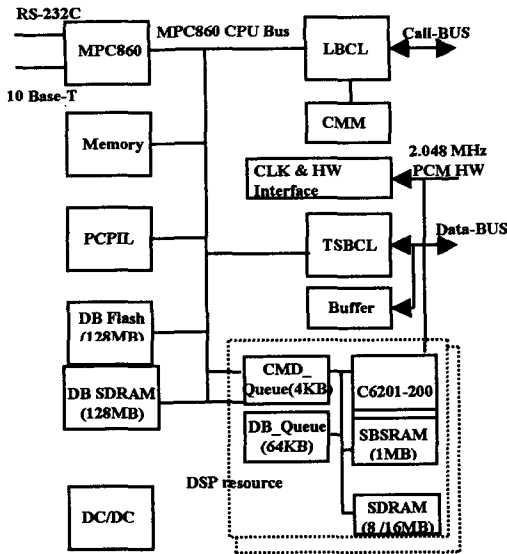 RS-232C
MPC860
MPC860 CPU Bus
LBCL
Call-BUS
10 Base-T
CMM
Memory
2.048 MHz
PCM HW
CLK & HW
Interface
PCPIL
TSBCL
Data-BUS
Buffer
DB Flash
(128MB)
CMD_
Queue(4KB)
C6201-200
DB SDRAM
(128MB)
DB_Queue
(64KB)
SBSRAM
(1MB)
DSP resource
DC/DC
SDRAM
(8 /16MB)